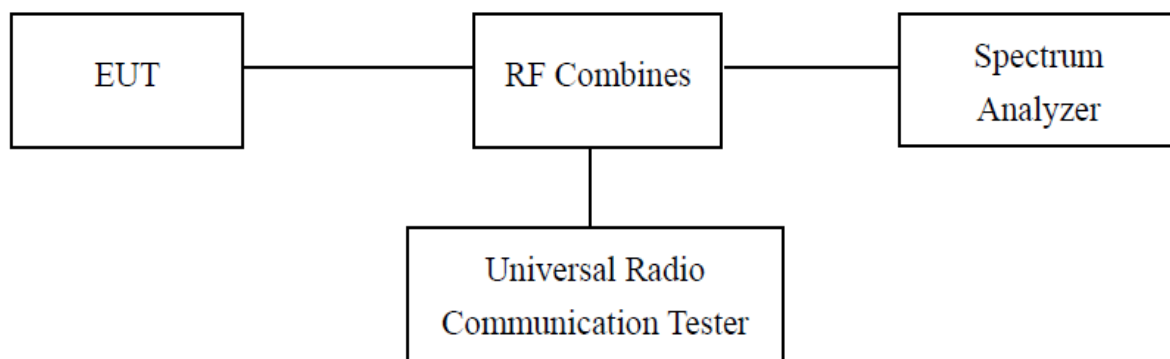 EUT
RF Combines
Spectrum
Analyzer
Universal Radio
Communication Tester